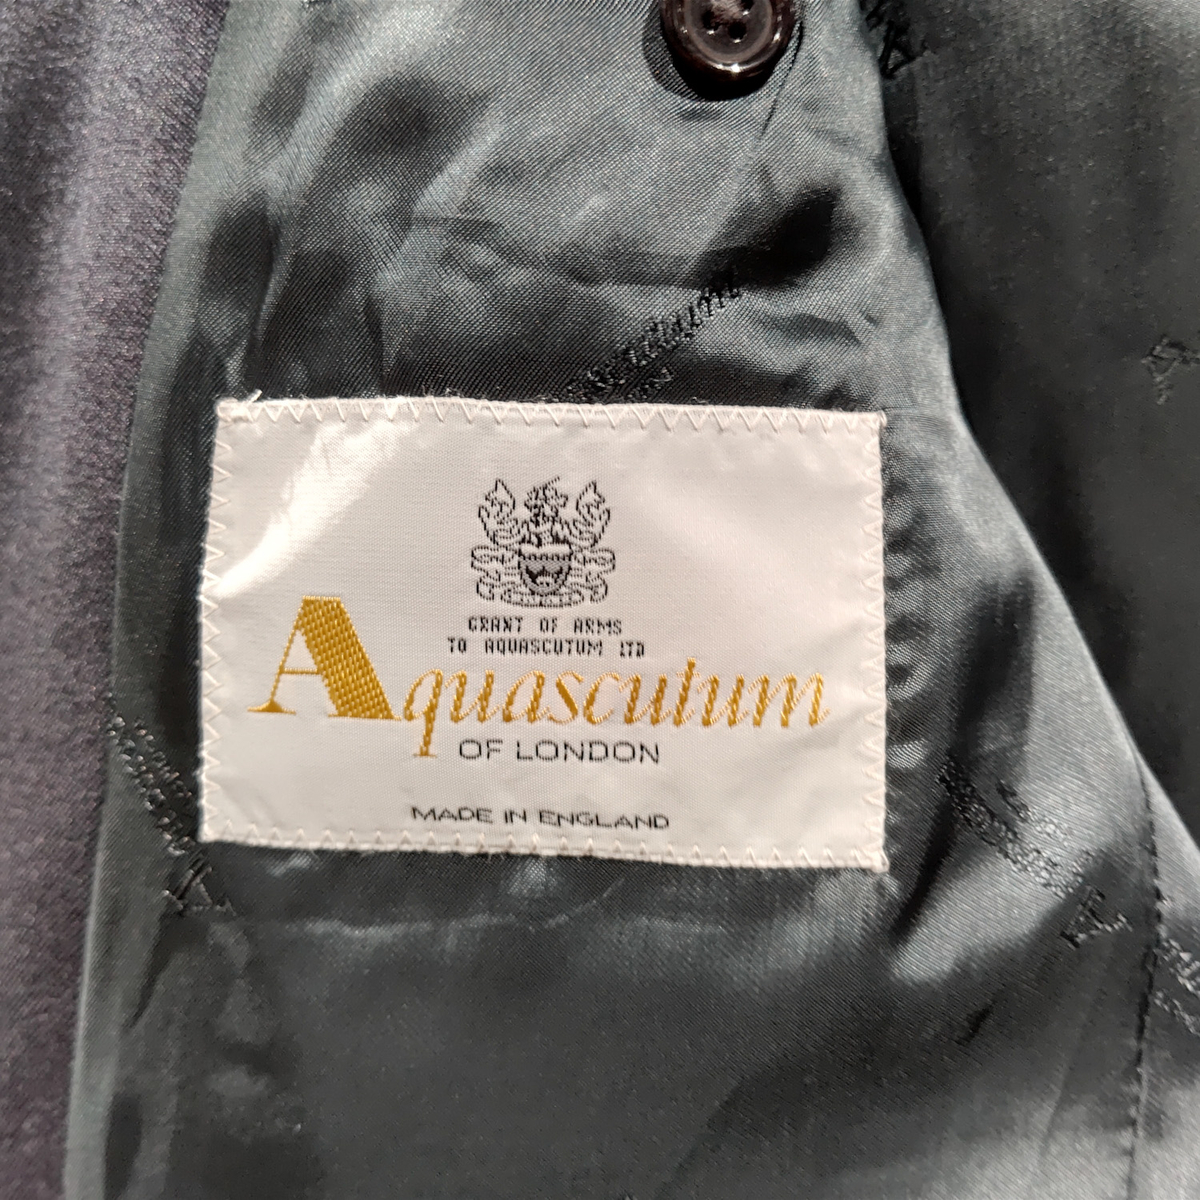 GRANT OF ARMS
TO AQUASCUTUM LTD
Aquascutum
OF LONDON
MADE IN ENGLAND